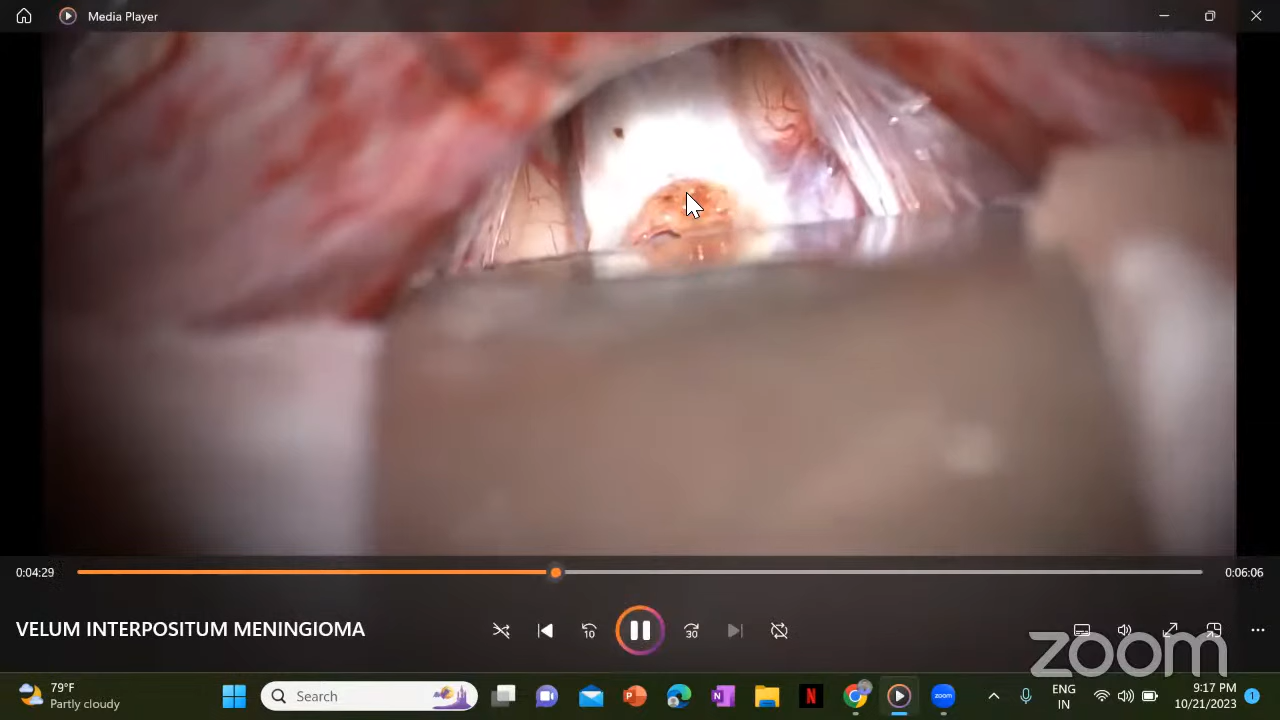 Media Player
0:04:29
0:06:06
VELUM INTERPOSITUM MENINGIOMA
10
30
zoom
79°F
Partly cloudy
Search
zoom
ENG
IN
9:17 PM
10/21/2023
1